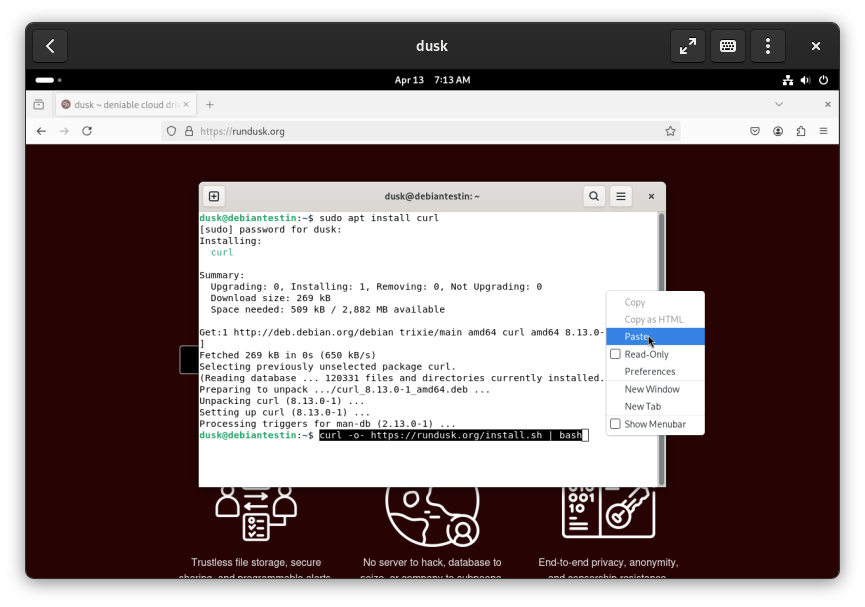 dusk
Apr 13 7:13 AM
dusk ~ deniable cloud dri
https://rundusk.org
dusk@debiantestin: ~
dusk@debiantestin:~$ sudo apt install curl
[sudo] password for dusk:
Installing:
curl
Summary:
Upgrading: 0, Installing: 1, Removing: 0, Not Upgrading: 0
Download size: 269 kB
Space needed: 509 kB / 2,882 MB available
Get:1 http://deb.debian.org/debian trixie/main amd64 curl amd64 8.13.0-
]
Fetched 269 kB in 0s (650 kB/s)
Selecting previously unselected package curl.
(Reading database ... 120331 files and directories currently installed.
Preparing to unpack .../curl_8.13.0-1_amd64.deb ...
Unpacking curl (8.13.0-1) ...
Setting up curl (8.13.0-1) ...
Processing triggers for man-db (2.13.0-1) ...
dusk@debiantestin:~$ curl -o- https://rundusk.org/install.sh | bash
Copy
Copy as HTML
Paste
Read-Only
Preferences
New Window
New Tab
Show Menubar
001
101
Trustless file storage, secure
sharing, and programmable alerts
No server to hack, database to
seize, or company to subpoena
End-to-end privacy, anonymity,
and censorship resistance